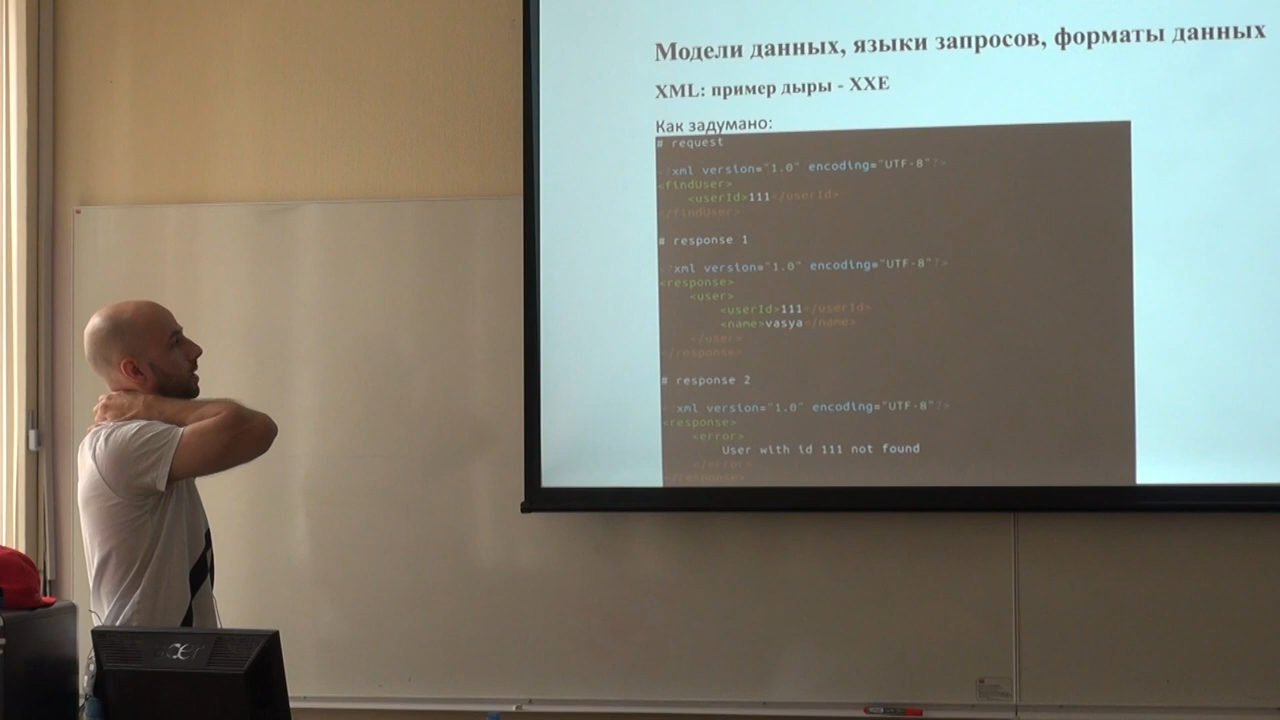 Модели данных, языки запросов, форматы данных
XML: пример дыры - XXE
Как задумано:
# request
<?xml version="1.0" encoding="UTF-8"?>
<findUser>
<userId>111</userId>
</findUser>
# response 1
<?xml version="1.0" encoding="UTF-8"?>
<response>
<user>
<userId>111</userId>
<name>vasya</name>
</user>
</response>
# response 2
<?xml version="1.0" encoding="UTF-8"?>
<response>
<error>
User with id 111 not found
</error>
</response>
acer